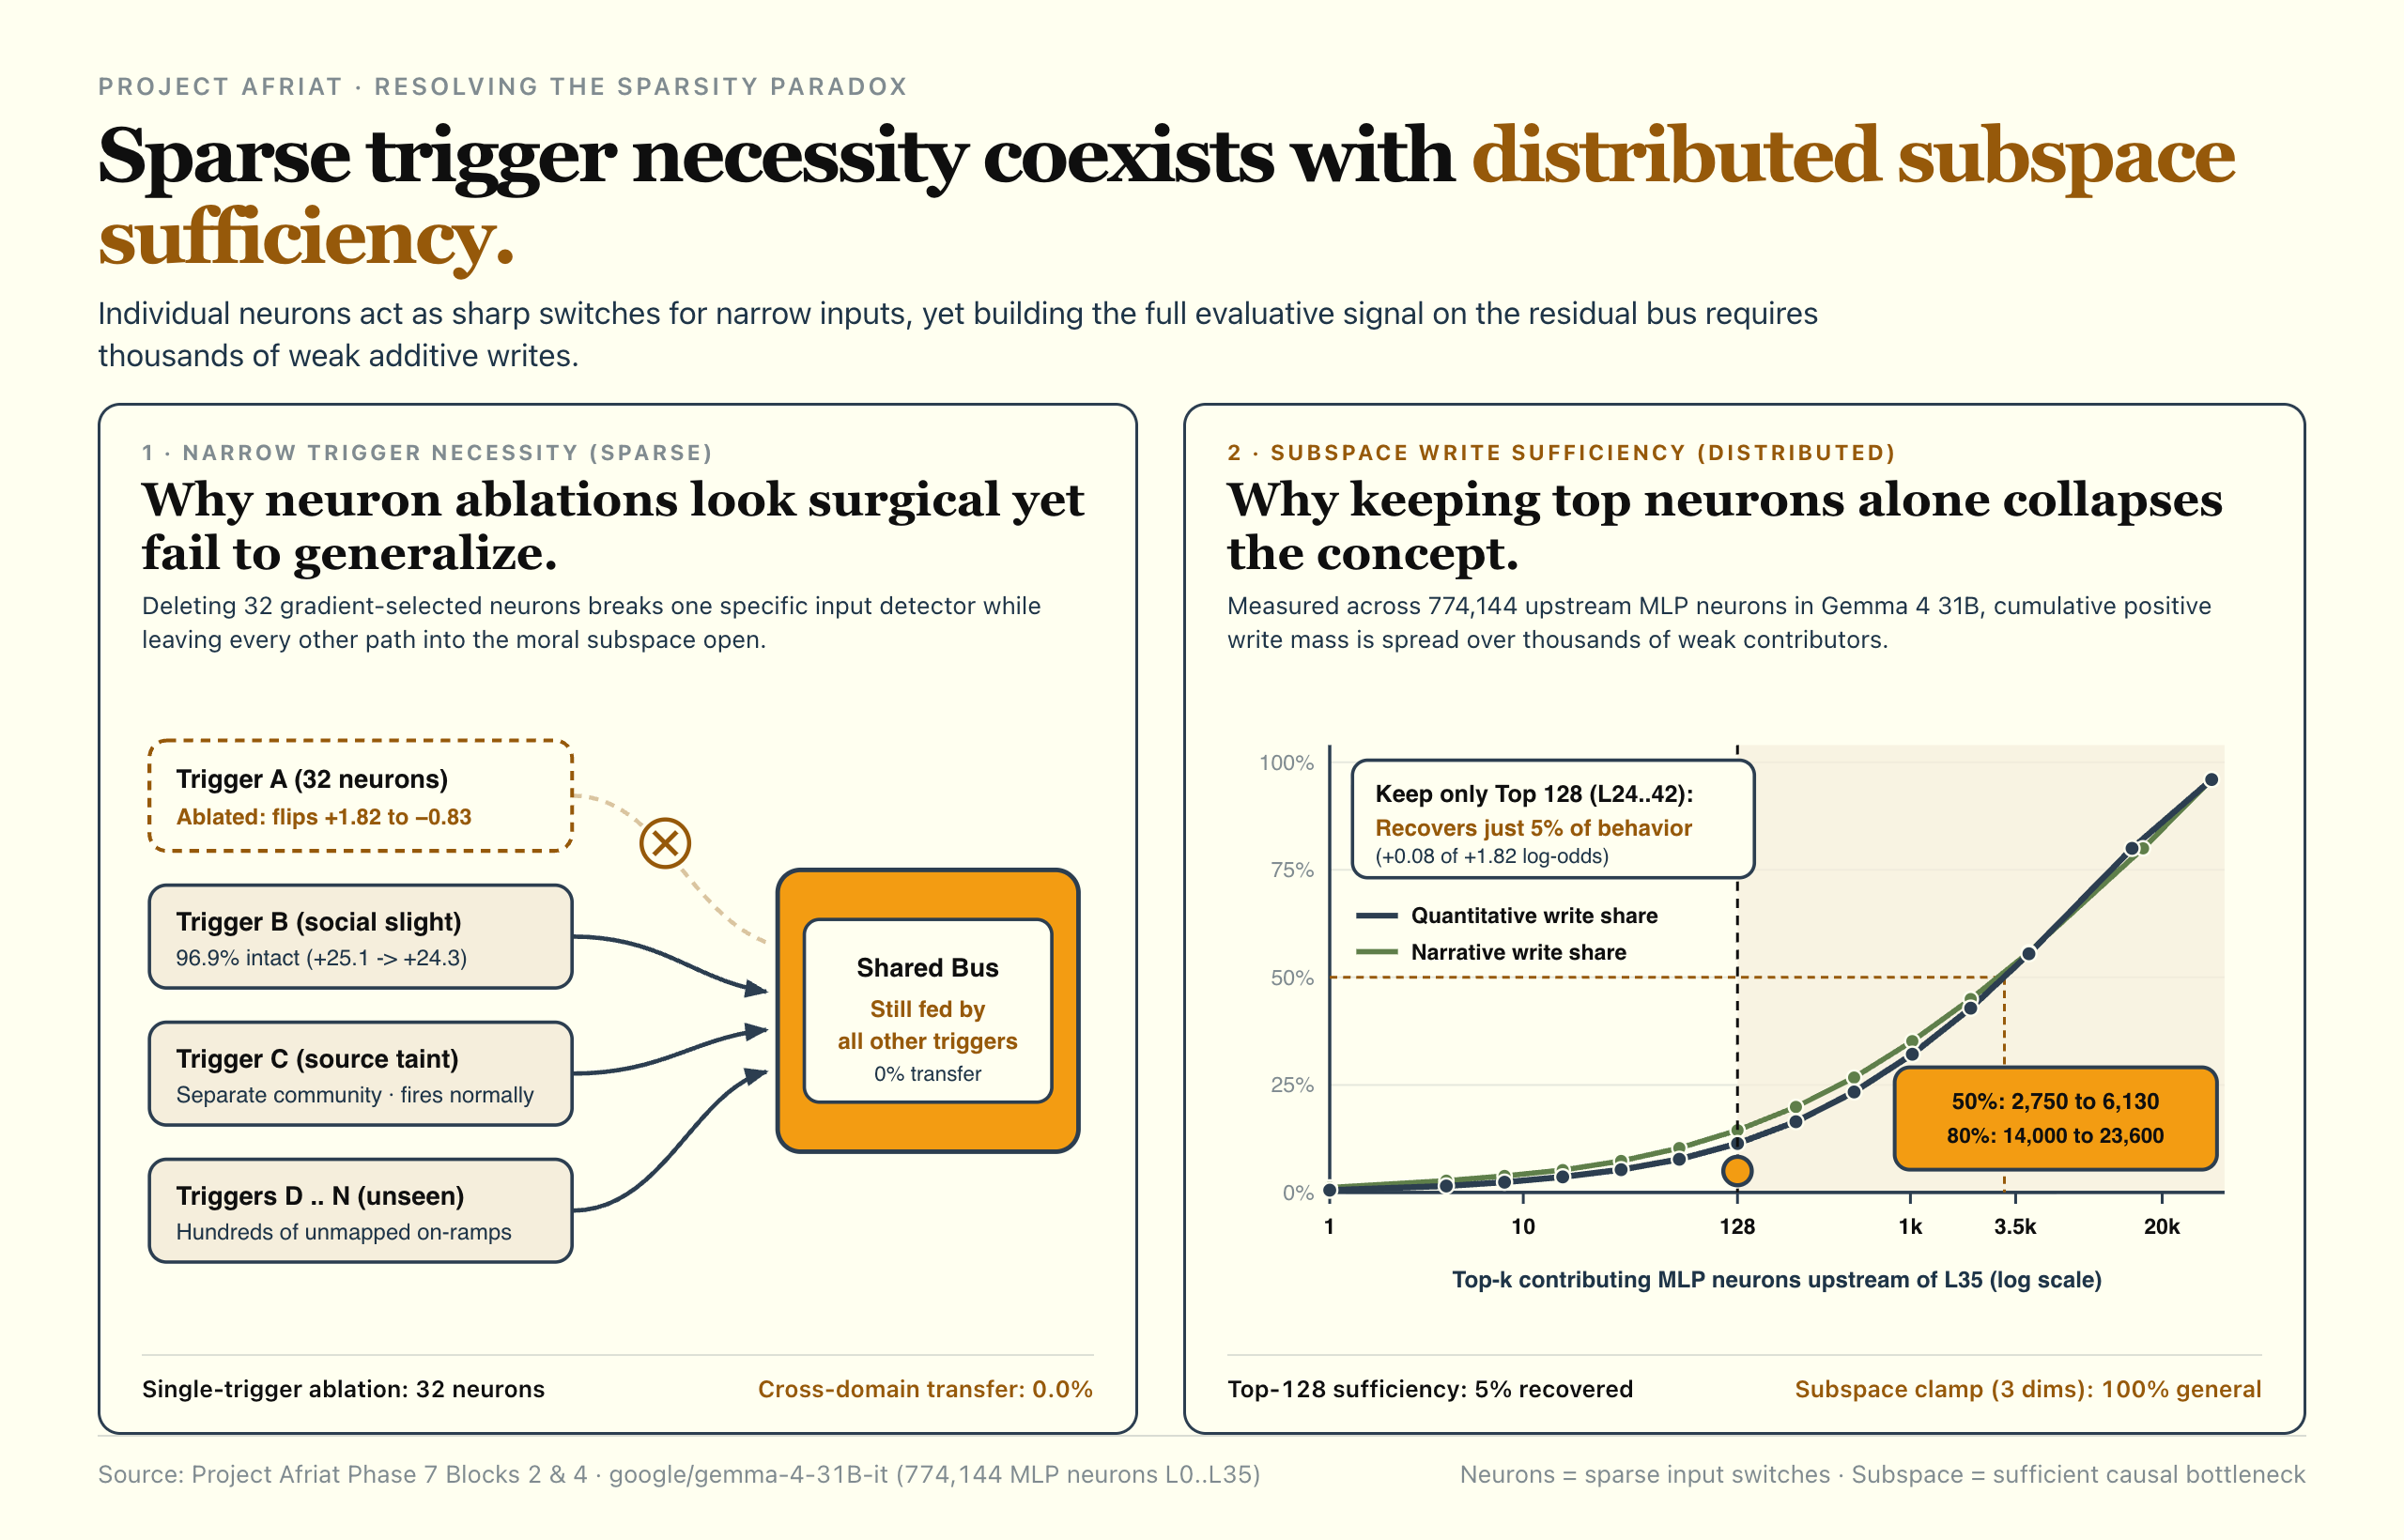 PROJECT AFRIAT · RESOLVING THE SPARSITY PARADOX
Sparse trigger necessity coexists with distributed subspace
sufficiency.
Individual neurons act as sharp switches for narrow inputs, yet building the full evaluative signal on the residual bus requires
thousands of weak additive writes.
1 · NARROW TRIGGER NECESSITY (SPARSE)
Why neuron ablations look surgical yet
fail to generalize.
Deleting 32 gradient-selected neurons breaks one specific input detector while
leaving every other path into the moral subspace open.
Trigger A (32 neurons)
Ablated: flips +1.82 to −0.83
Trigger B (social slight)
96.9% intact (+25.1 -> +24.3)
Trigger C (source taint)
Separate community · fires normally
Triggers D .. N (unseen)
Hundreds of unmapped on-ramps
Shared Bus
Still fed by
all other triggers
0% transfer
Single-trigger ablation: 32 neurons
Cross-domain transfer: 0.0%
2 · SUBSPACE WRITE SUFFICIENCY (DISTRIBUTED)
Why keeping top neurons alone collapses
the concept.
Measured across 774,144 upstream MLP neurons in Gemma 4 31B, cumulative positive
write mass is spread over thousands of weak contributors.
100%
75%
50%
25%
0%
Keep only Top 128 (L24..42):
Recovers just 5% of behavior
(+0.08 of +1.82 log-odds)
Quantitative write share
Narrative write share
50%: 2,750 to 6,130
80%: 14,000 to 23,600
1
10
128
1k
3.5k
20k
Top-k contributing MLP neurons upstream of L35 (log scale)
Top-128 sufficiency: 5% recovered
Subspace clamp (3 dims): 100% general
Source: Project Afriat Phase 7 Blocks 2 & 4 · google/gemma-4-31B-it (774,144 MLP neurons L0..L35)
Neurons = sparse input switches · Subspace = sufficient causal bottleneck